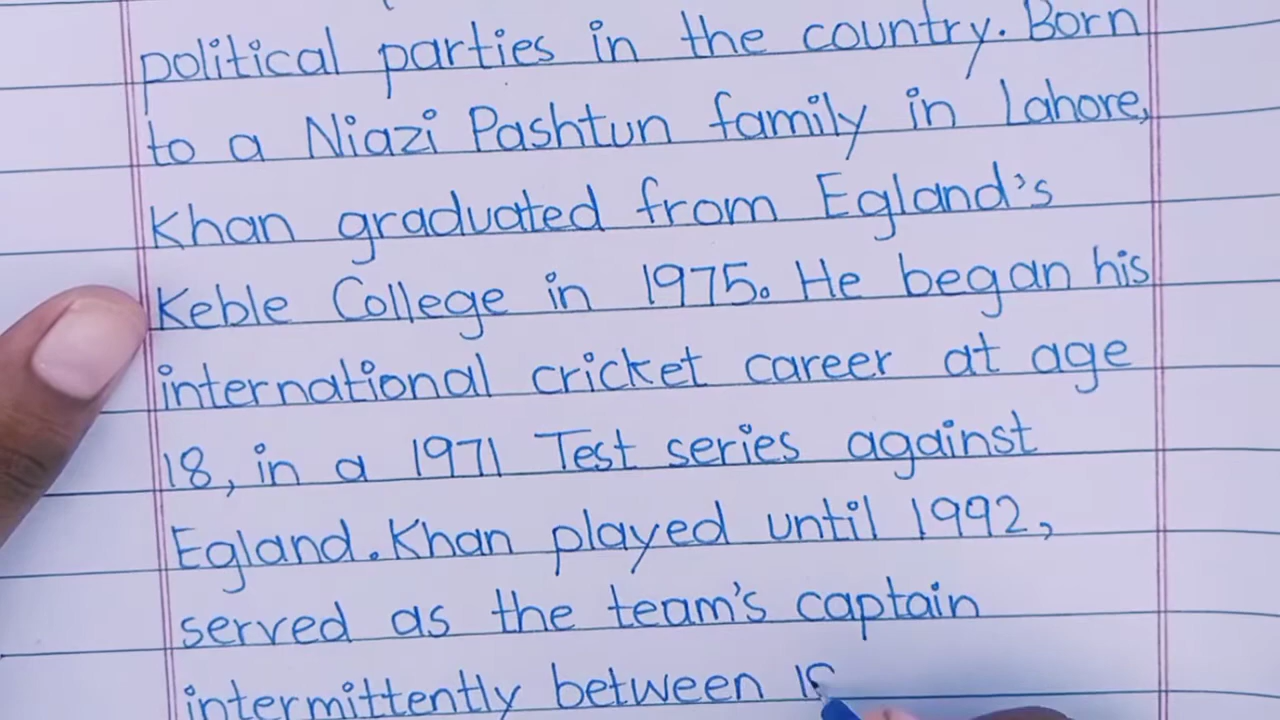 political parties in the country. Born
to a Niazi Pashtun family in Lahore,
Khan graduated from Egland's
Keble College in 1975. He began his
international cricket career at age
18, in a 1971 Test series against
Egland. Khan played until 1992,
served as the team's captain
intermittently between